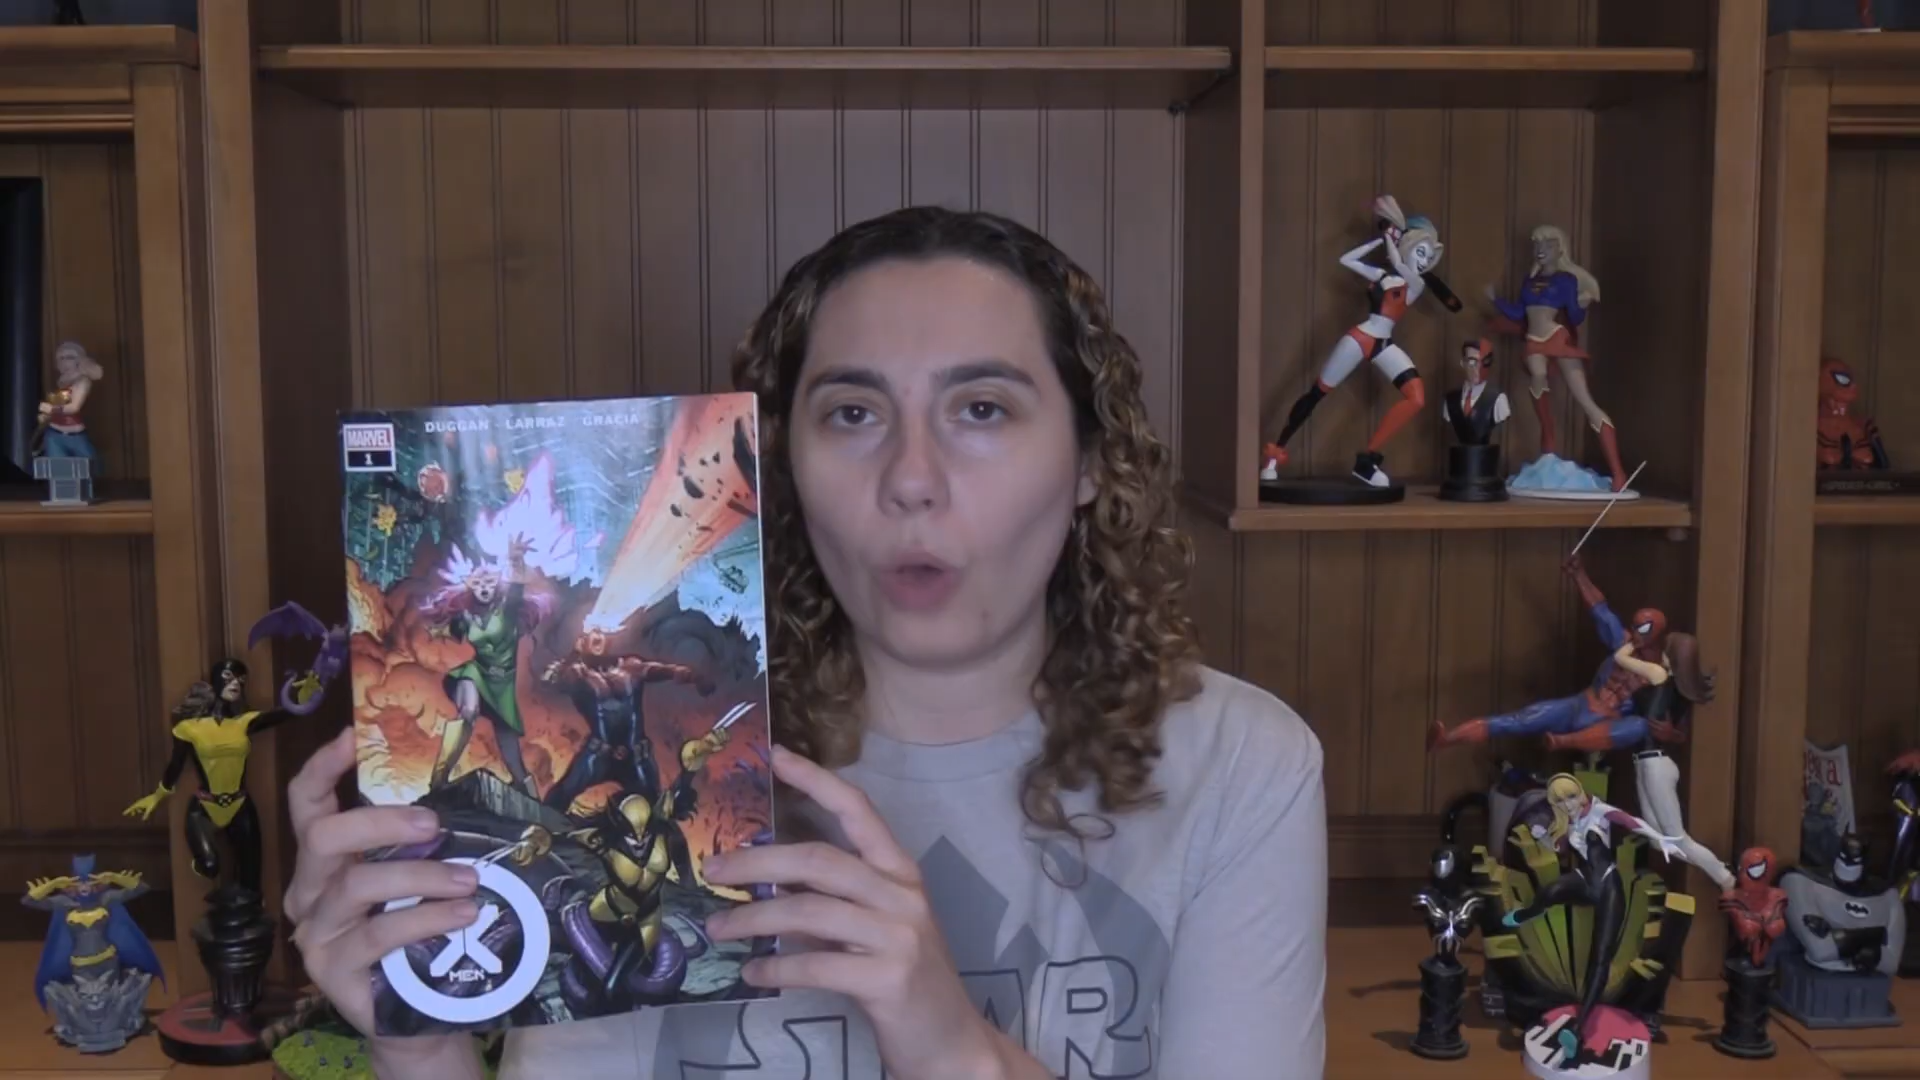 DUGGAN · LARRAZ GRACIA
MARVEL
1
X
MEN